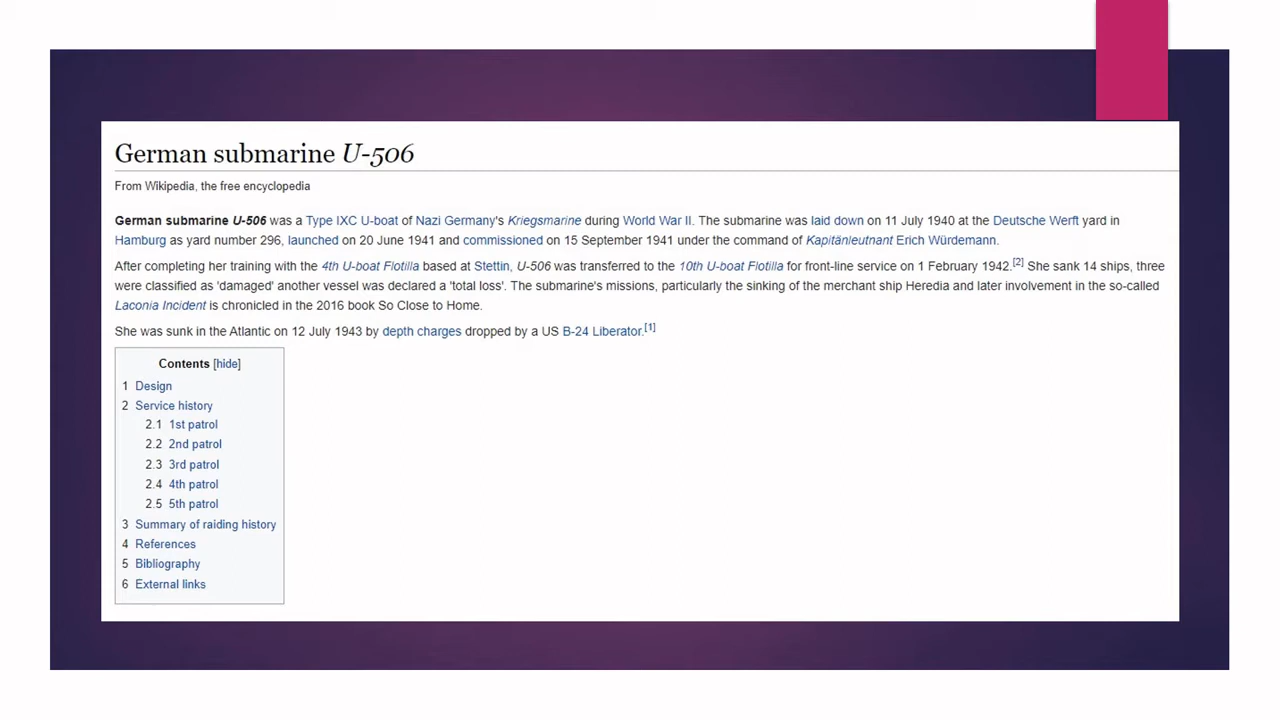 German submarine U-506
From Wikipedia, the free encyclopedia
German submarine U-506 was a Type IXC U-boat of Nazi Germany's Kriegsmarine during World War II. The submarine was laid down on 11 July 1940 at the Deutsche Werft yard in
Hamburg as yard number 296, launched on 20 June 1941 and commissioned on 15 September 1941 under the command of Kapitänleutnant Erich Würdemann.
After completing her training with the 4th U-boat Flotilla based at Stettin, U-506 was transferred to the 10th U-boat Flotilla for front-line service on 1 February 1942.[2] She sank 14 ships, three
were classified as 'damaged' another vessel was declared a 'total loss'. The submarine's missions, particularly the sinking of the merchant ship Heredia and later involvement in the so-called
Laconia Incident is chronicled in the 2016 book So Close to Home.
She was sunk in the Atlantic on 12 July 1943 by depth charges dropped by a US B-24 Liberator.[1]
Contents [hide]
1 Design
2 Service history
2.1 1st patrol
2.2 2nd patrol
2.3 3rd patrol
2.4 4th patrol
2.5 5th patrol
3 Summary of raiding history
4 References
5 Bibliography
6 External links